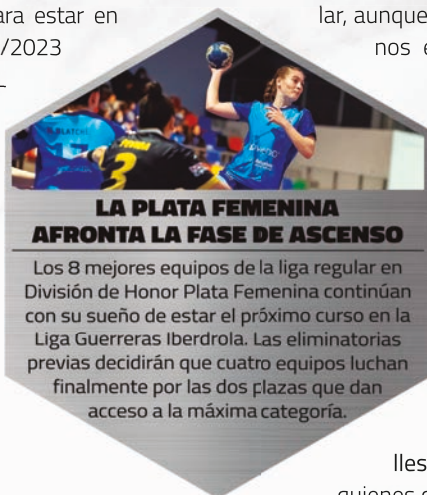 ara estar en
/2023
lar, aunque
nos e
LA PLATA FEMENINA
AFRONTA LA FASE DE ASCENSO
Los 8 mejores equipos de la liga regular en
División de Honor Plata Femenina continúan
con su sueño de estar el próximo curso en la
Liga Guerreras Iberdrola. Las eliminatorias
previas decidirán que cuatro equipos luchan
finalmente por las dos plazas que dan
acceso a la máxima categoría.
lles